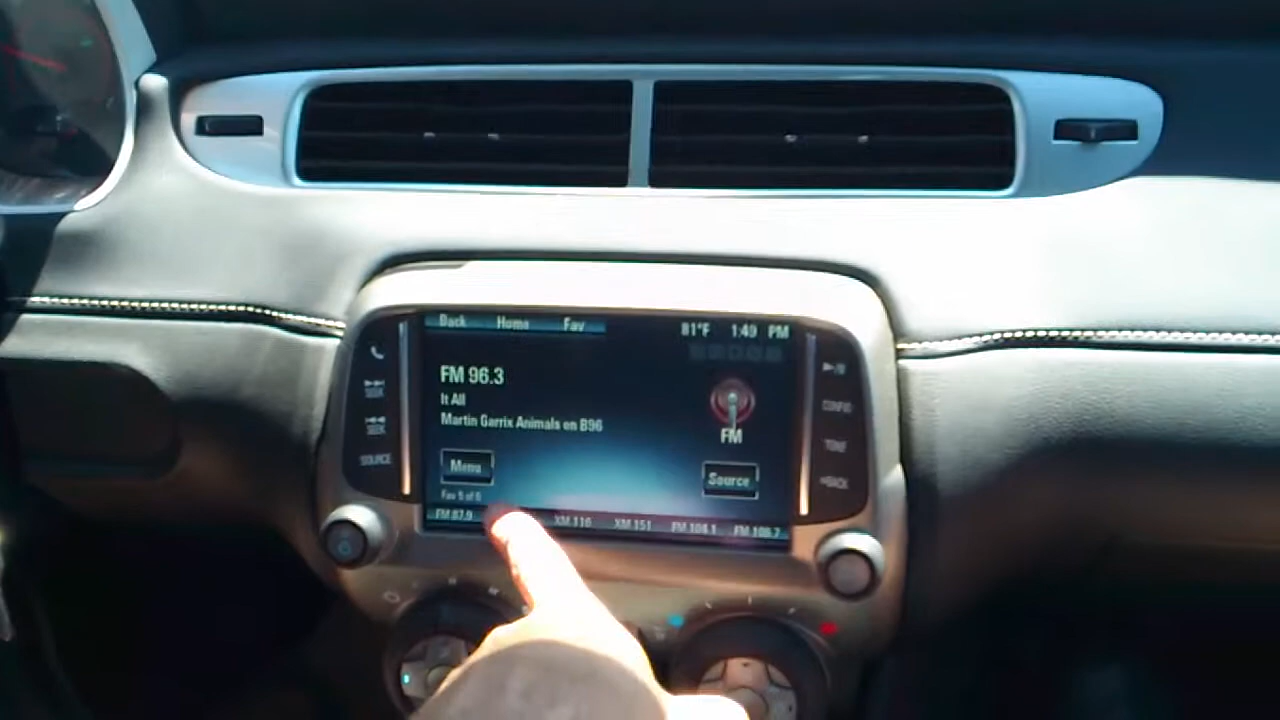 Back Home Fav 81°F 1:49 PM
FM 96.3
It All
Martin Garrix Animals en B96
FM
Menu
Source
Fav 5 of 6
FM 87.9 XM 116 XM 151 FM 104.1 FM 106.7
SEEK
SEEK
SOURCE
CONFIG
TONE
BACK